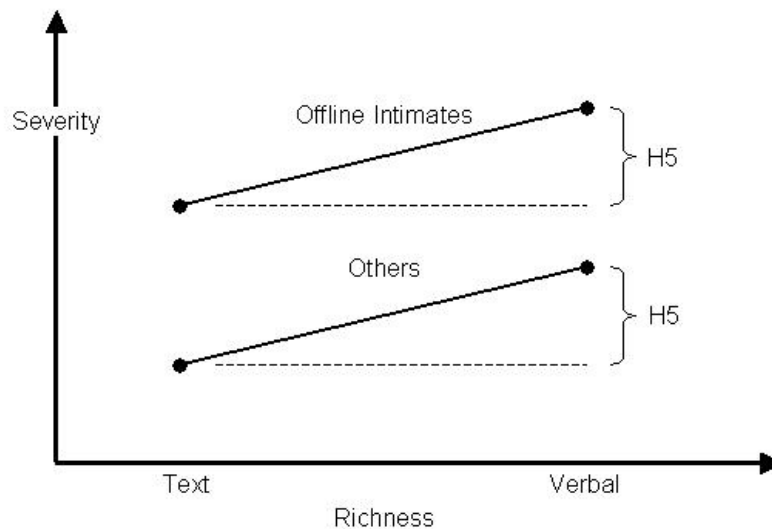 Offline Intimates
Severity
H5
Others
H5
Text
Verbal
Richness